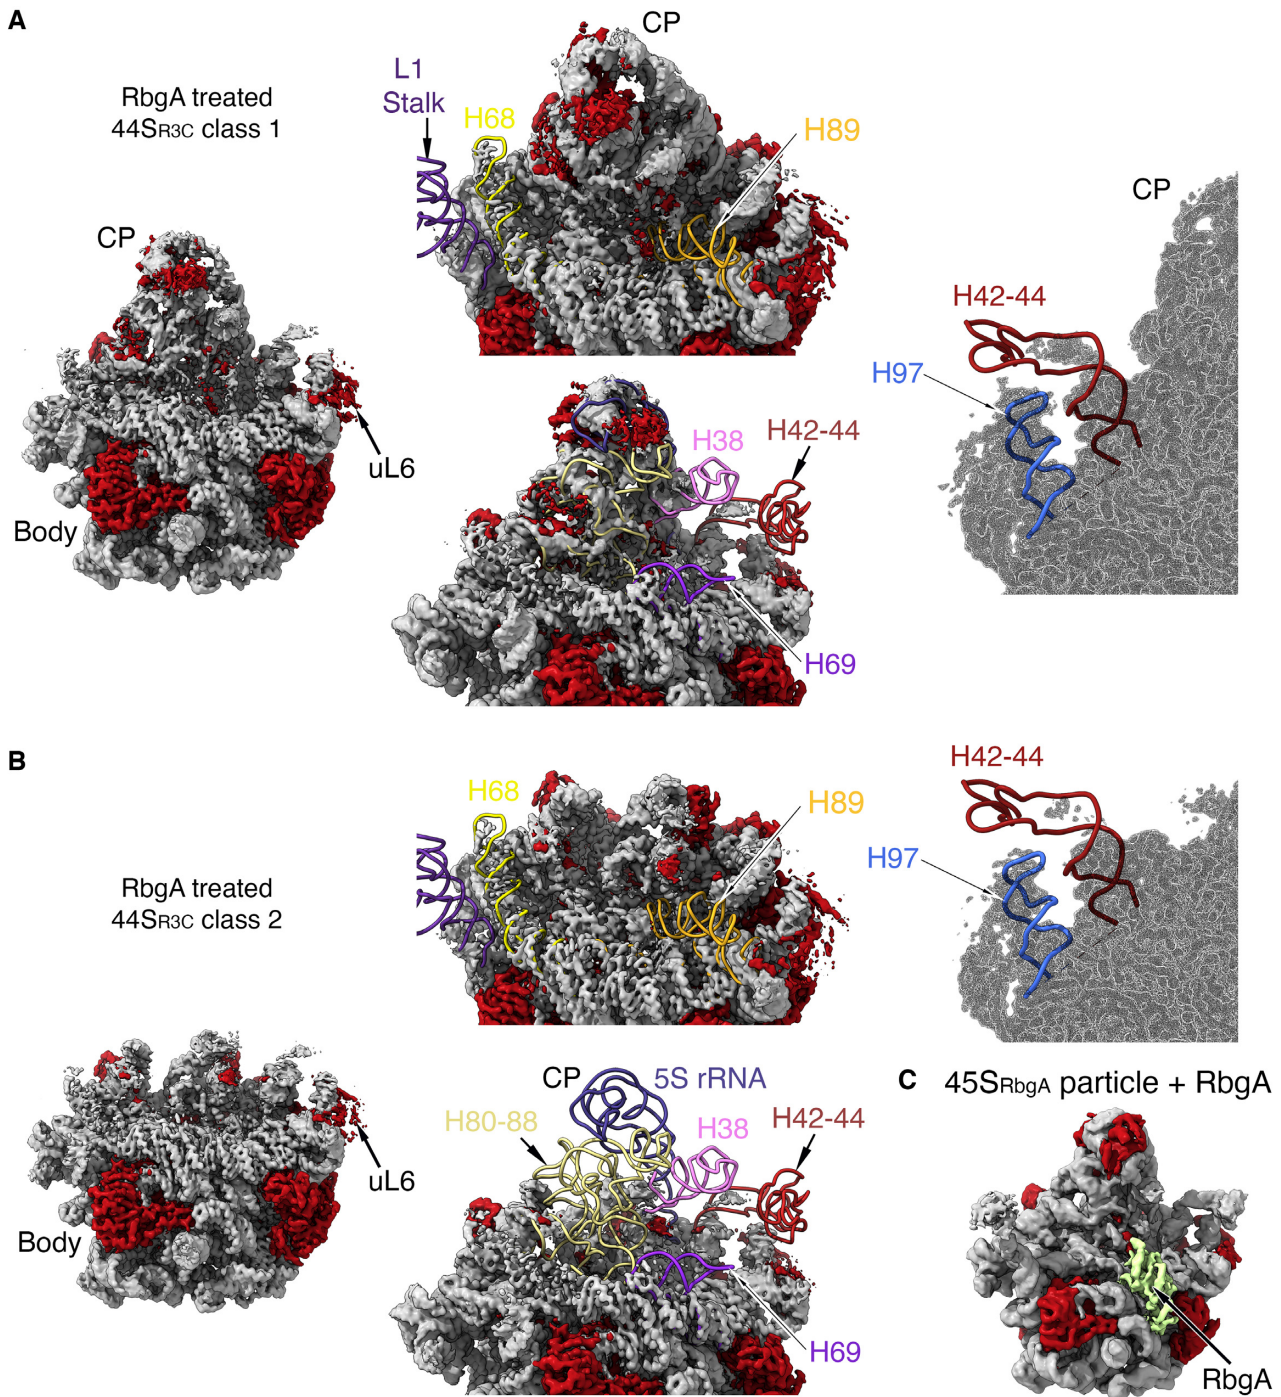 A
CP
L1
Stalk
H68
H89
RbgA treated
44SR3C class 1
CP
CP
H42-44
H97
uL6
Body
H38
H42-44
H69
B
H68
H89
H42-44
H97
RbgA treated
44SR3C class 2
uL6
Body
CP
5S rRNA
H80-88
H38
H42-44
H69
C
45SRbgA particle + RbgA
RbgA